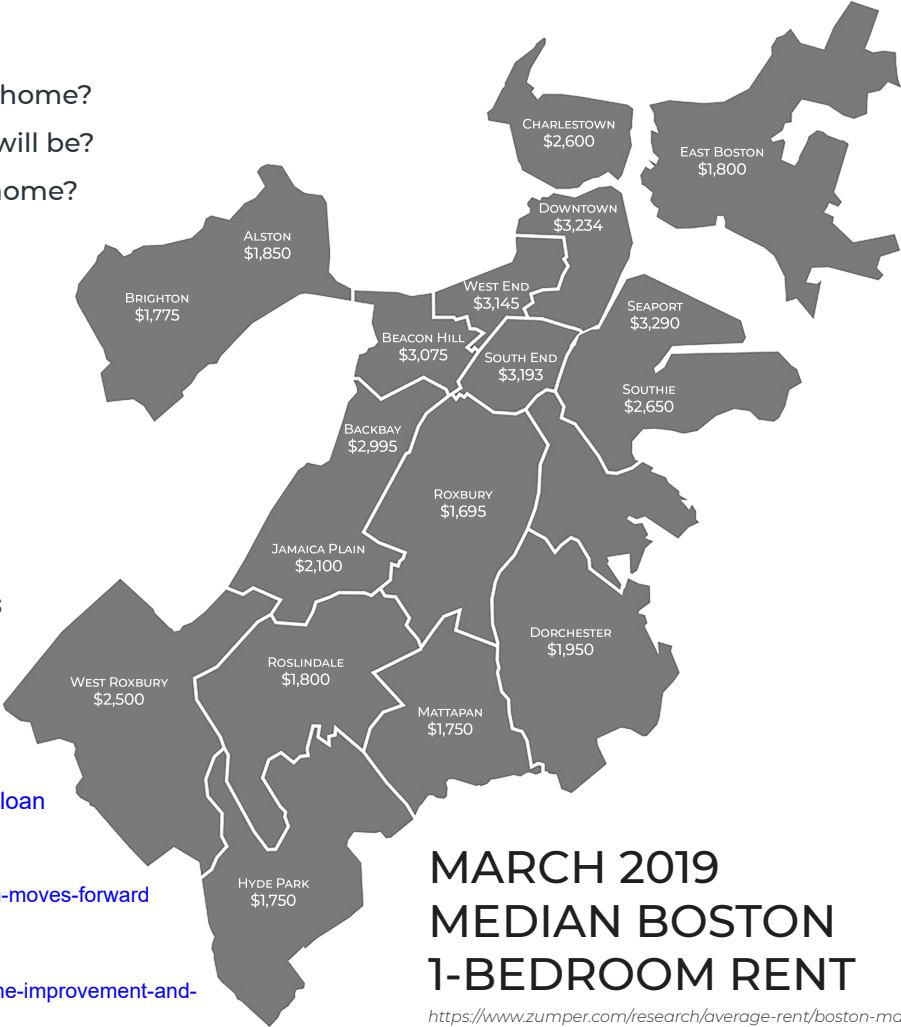 home?
will be?
home?
CHARLESTOWN
$2,600
EAST BOSTON
$1,800
DOWNTOWN
$3,234
ALSTON
$1,850
WEST END
$3,145
BRIGHTON
$1,775
SEAPORT
$3,290
BEACON HILL
$3,075
SOUTH END
$3,193
SOUTHIE
$2,650
BACKBAY
$2,995
ROXBURY
$1,695
JAMAICA PLAIN
$2,100
DORCHESTER
$1,950
ROSLINDALE
$1,800
WEST ROXBURY
$2,500
MATTAPAN
$1,750
loan
HYDE PARK
$1,750
-moves-forward
MARCH 2019
MEDIAN BOSTON
1-BEDROOM RENT
ne-improvement-and-
https://www.zumper.com/research/average-rent/boston-ma